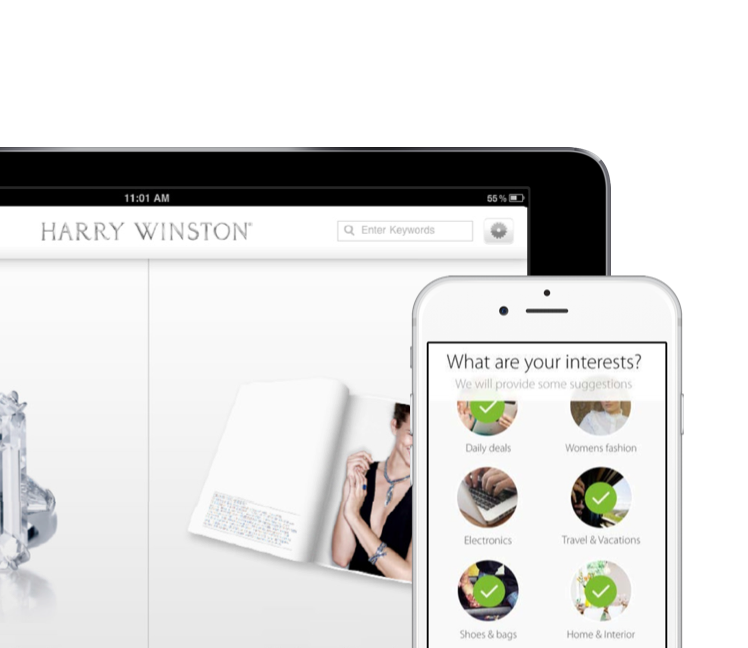 11:01 AM
55 %
HARRY WINSTON®
Enter Keywords
What are your interests?
We will provide some suggestions
Daily deals
Womens fashion
Electronics
Travel & Vacations
Shoes & bags
Home & Interior